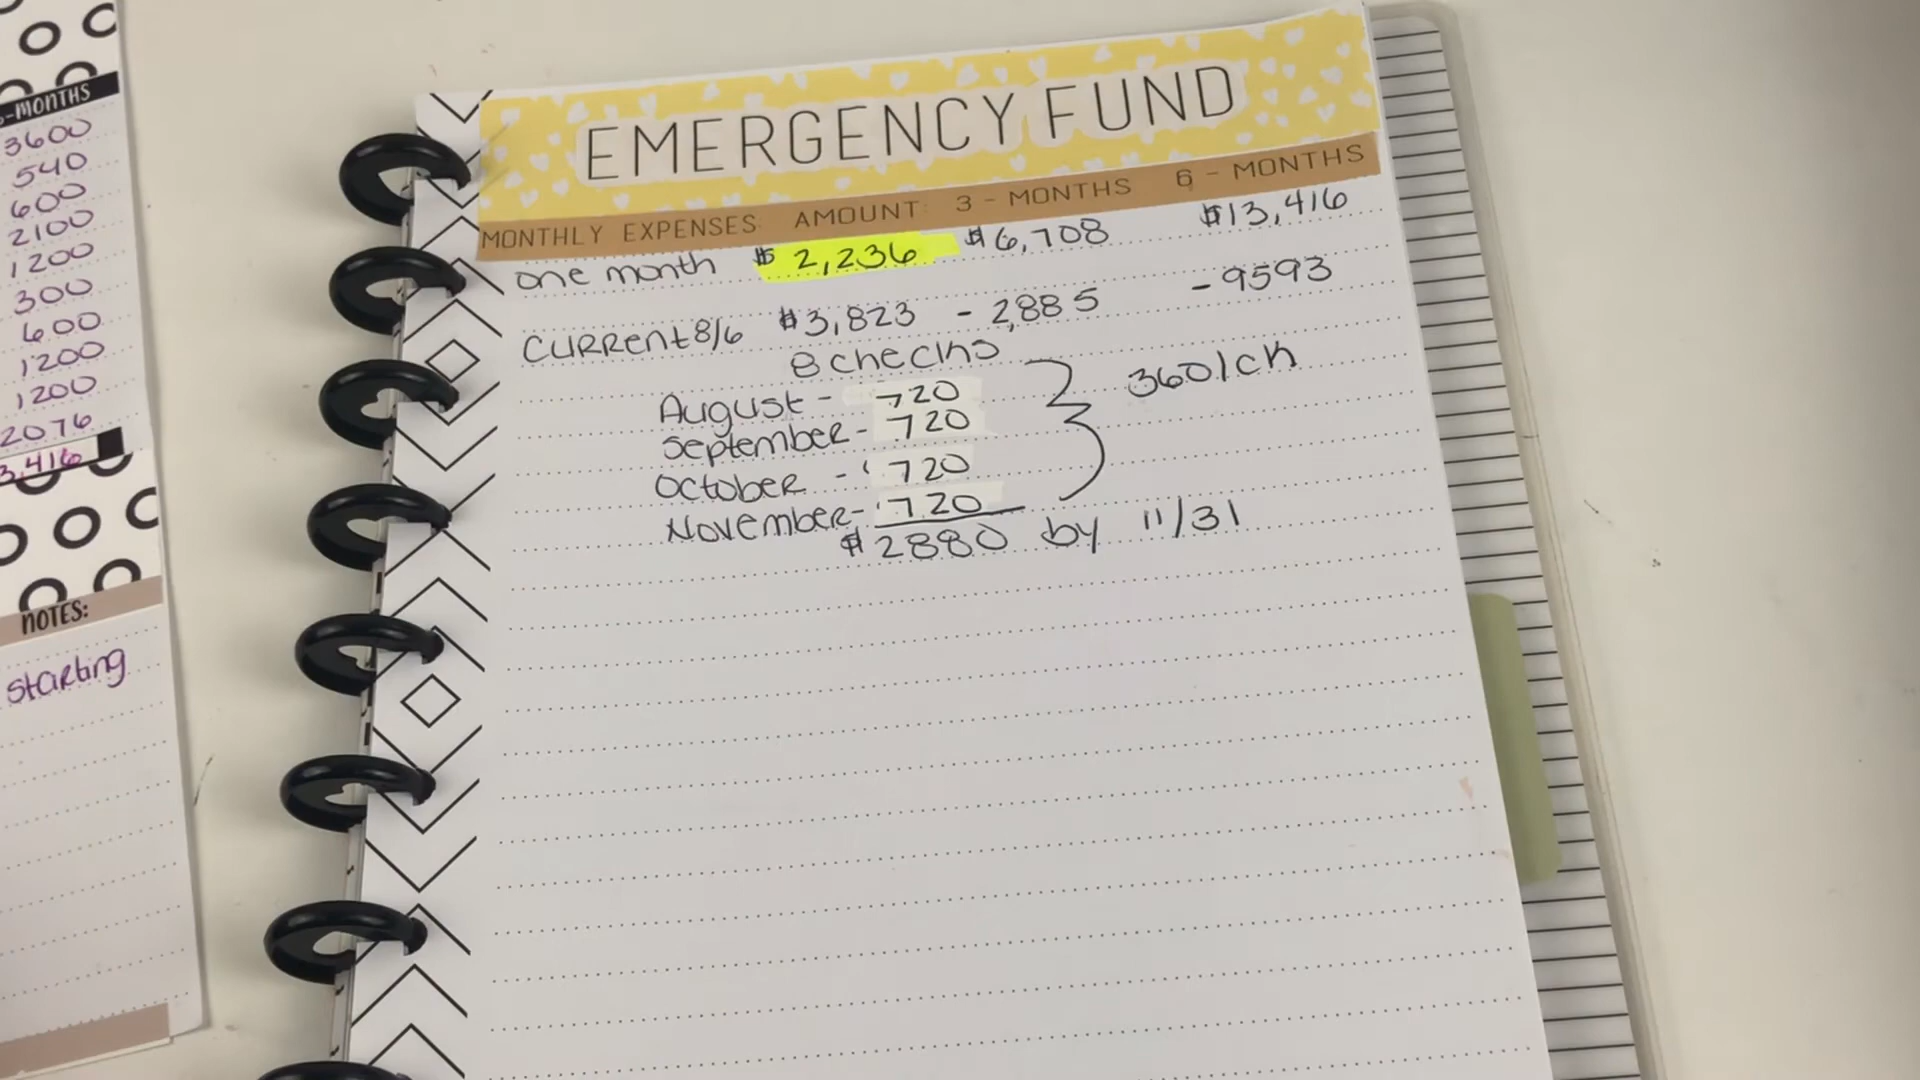 -MONTHS
3600
540
600
2100
1200
300
600
1200
1200
2076
3,416
NOTES:
starting
EMERGENCY FUND
MONTHLY EXPENSES: AMOUNT: 3 - MONTHS 6 - MONTHS
one month $ 2,236 $6,708 $13,416
CURRENT 8/6 $3,823 - 2,885 - 9593
8 checks
August - 720
September - 720
October - 720
November - 720
360/ck
$2880 by 11/31